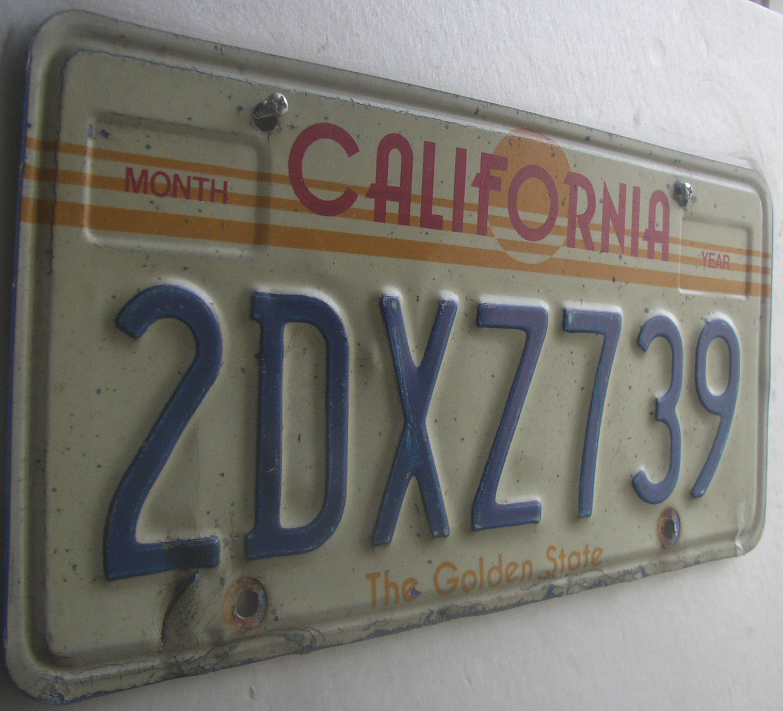 MONTH CALIFORNIA YEAR
2DXZ739
The Golden State